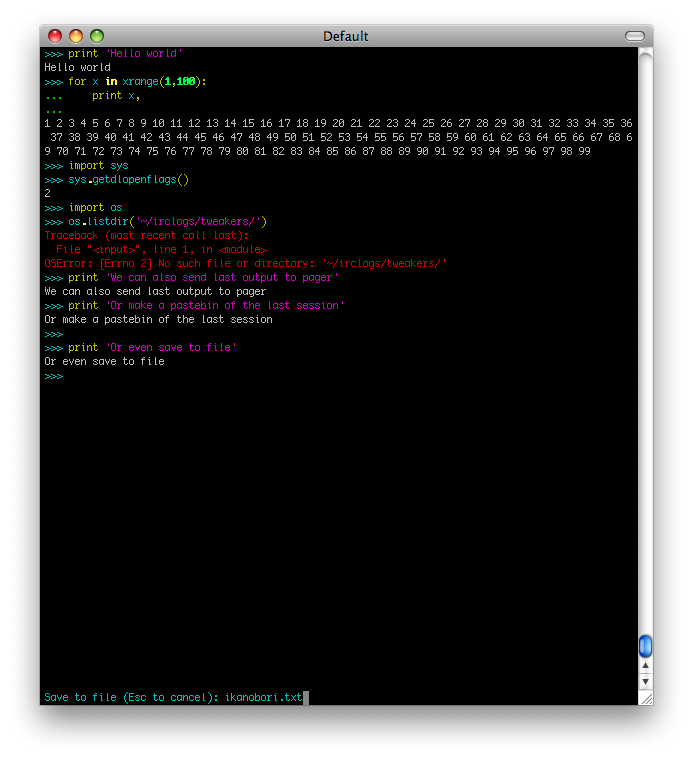 Default
>>> print 'Hello world'
Hello world
>>> for x in xrange(1,100):
...     print x,
...
1 2 3 4 5 6 7 8 9 10 11 12 13 14 15 16 17 18 19 20 21 22 23 24 25 26 27 28 29 30 31 32 33 34 35 36
 37 38 39 40 41 42 43 44 45 46 47 48 49 50 51 52 53 54 55 56 57 58 59 60 61 62 63 64 65 66 67 68 6
9 70 71 72 73 74 75 76 77 78 79 80 81 82 83 84 85 86 87 88 89 90 91 92 93 94 95 96 97 98 99
>>> import sys
>>> sys.getdlopenflags()
2
>>> import os
>>> os.listdir('~/irclogs/tweakers/')
Traceback (most recent call last):
  File "<input>", line 1, in <module>
OSError: [Errno 2] No such file or directory: '~/irclogs/tweakers/'
>>> print 'We can also send last output to pager'
We can also send last output to pager
>>> print 'Or make a pastebin of the last session'
Or make a pastebin of the last session
>>>
>>> print 'Or even save to file'
Or even save to file
>>>
Save to file (Esc to cancel): ikanobori.txt